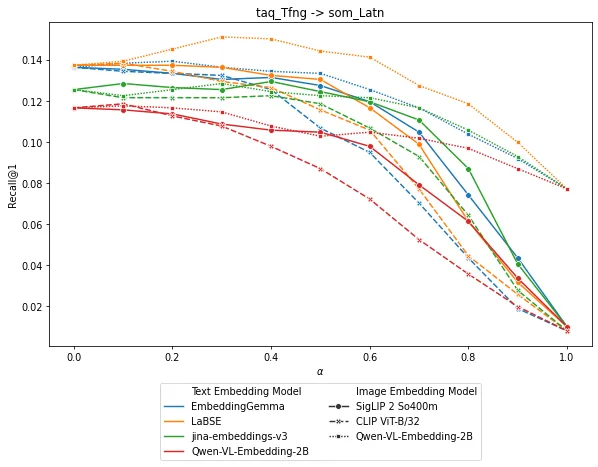 taq_Tfng -> som_Latn
Recall@1
0.14
0.12
0.10
0.08
0.06
0.04
0.02
0.0 0.2 0.4 0.6 0.8 1.0
α
Text Embedding Model
EmbeddingGemma
LaBSE
jina-embeddings-v3
Qwen-VL-Embedding-2B
Image Embedding Model
SigLIP 2 So400m
CLIP ViT-B/32
Qwen-VL-Embedding-2B